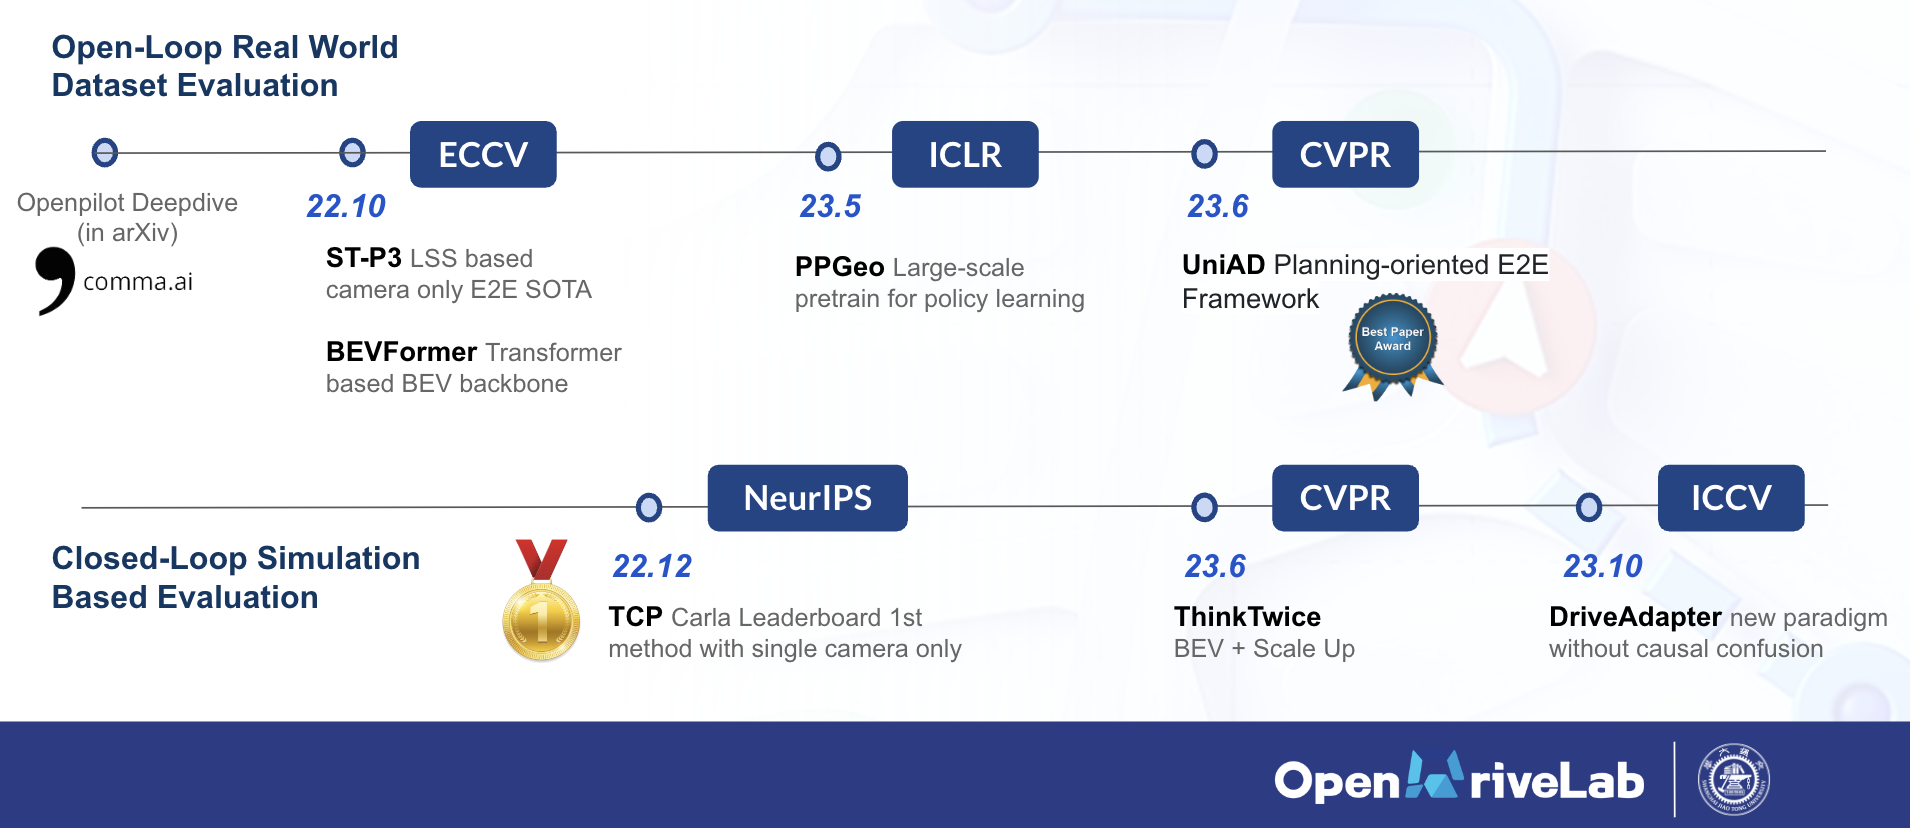 Open-Loop Real World
Dataset Evaluation
ECCV
ICLR
CVPR
Openpilot Deepdive
(in arXiv)
comma.ai
22.10
ST-P3 LSS based
camera only E2E SOTA
BEVFormer Transformer
based BEV backbone
23.5
PPGeo Large-scale
pretrain for policy learning
23.6
UniAD Planning-oriented E2E
Framework
Best Paper
Award
NeurIPS
CVPR
ICCV
Closed-Loop Simulation
Based Evaluation
1
22.12
TCP Carla Leaderboard 1st
method with single camera only
23.6
ThinkTwice
BEV + Scale Up
23.10
DriveAdapter new paradigm
without causal confusion
OpenDriveLab
SHANGHAI JIAO TONG UNIVERSITY